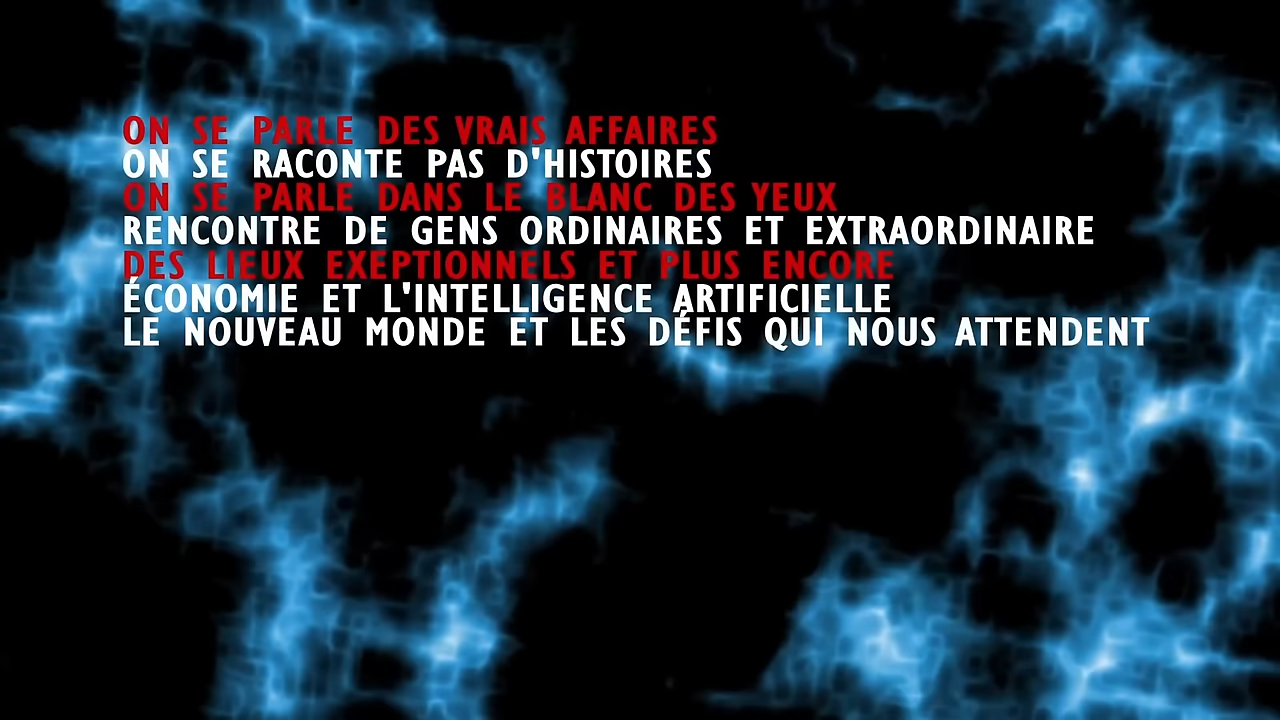 ON SE PARLE DES VRAIS AFFAIRES
ON SE RACONTE PAS D'HISTOIRES
ON SE PARLE DANS LE BLANC DES YEUX
RENCONTRE DE GENS ORDINAIRES ET EXTRAORDINAIRE
DES LIEUX EXEPTIONNELS ET PLUS ENCORE
ÉCONOMIE ET L'INTELLIGENCE ARTIFICIELLE
LE NOUVEAU MONDE ET LES DÉFIS QUI NOUS ATTENDENT